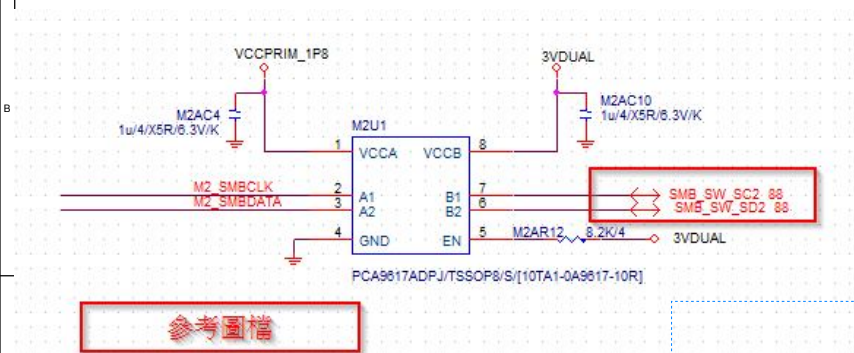 VCCPRIM_1P8
3VDUAL
B
M2AC4
1u/4/X5R/6.3V/K
M2AC10
1u/4/X5R/6.3V/K
M2U1
1
VCCA
VCCB
8
M2_SMBCLK
2
A1
B1
7
SMB_SW_SC2 88
M2_SMBDATA
3
A2
B2
6
SMB_SW_SD2 88
4
GND
EN
5
M2AR12
8.2K/4
3VDUAL
PCA9617ADPJ/TSSOP8/S/[10TA1-0A9617-10R]
參考圖檔